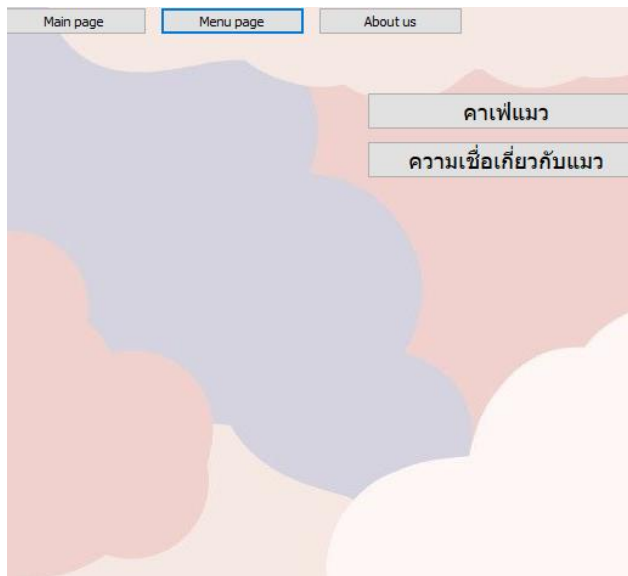 Main page
Menu page
About us
คาเฟ่แมว
ความเชื่อเกี่ยวกับแมว